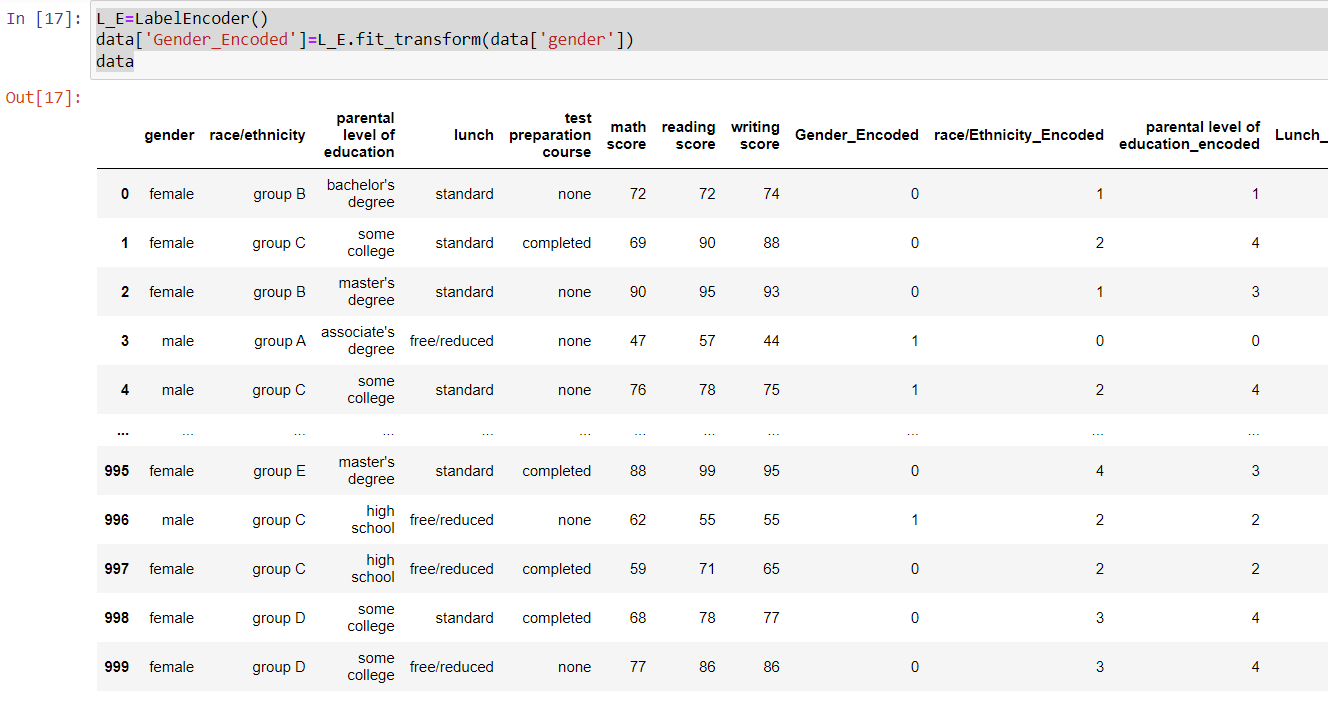 In [17]: L_E=LabelEncoder()
data['Gender_Encoded']=L_E.fit_transform(data['gender'])
data
Out[17]:
gender race/ethnicity parental level of education lunch test preparation course math score reading score writing score Gender_Encoded race/Ethnicity_Encoded parental level of education_encoded Lunch_
0 female group B bachelor's degree standard none 72 72 74 0 1 1
1 female group C some college standard completed 69 90 88 0 2 4
2 female group B master's degree standard none 90 95 93 0 1 3
3 male group A associate's degree free/reduced none 47 57 44 1 0 0
4 male group C some college standard none 76 78 75 1 2 4
... ... ... ... ... ... ... ... ... ... ... ...
995 female group E master's degree standard completed 88 99 95 0 4 3
996 male group C high school free/reduced none 62 55 55 1 2 2
997 female group C high school free/reduced completed 59 71 65 0 2 2
998 female group D some college standard completed 68 78 77 0 3 4
999 female group D some college free/reduced none 77 86 86 0 3 4